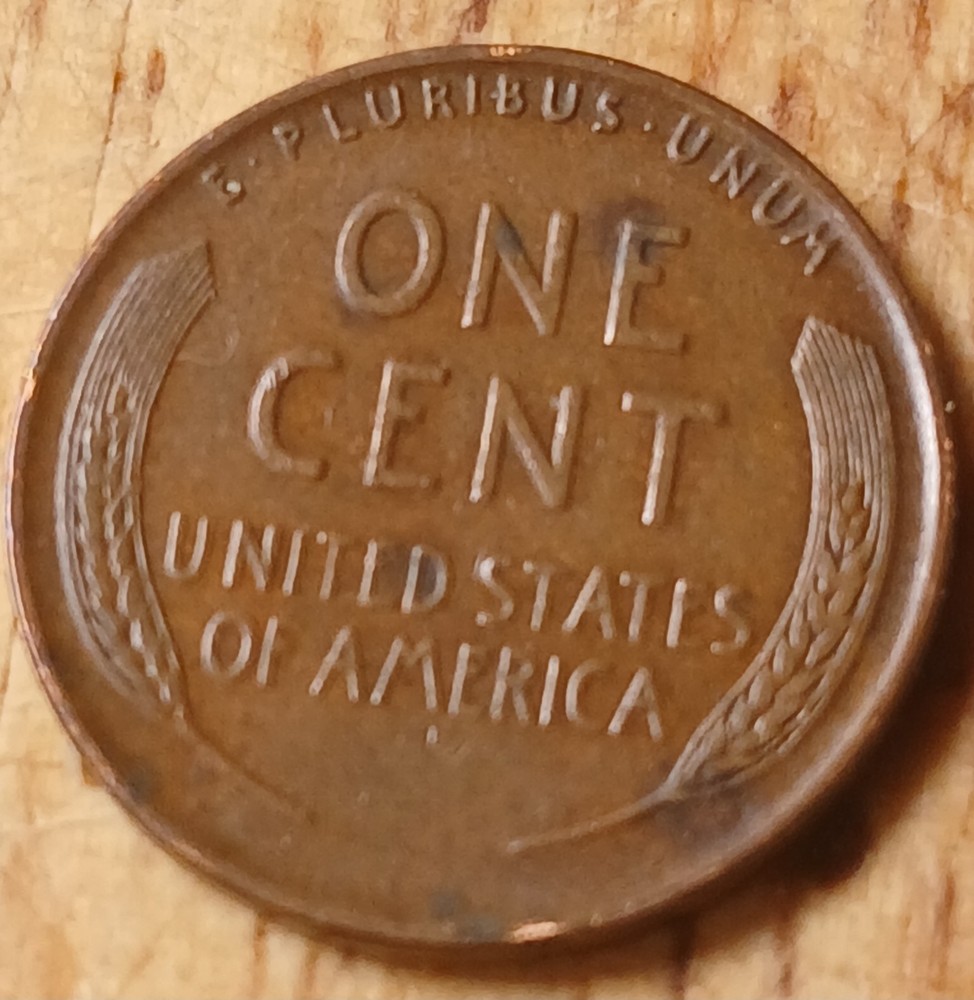 E·PLURIBUS·UNUM
ONE
CENT
UNITED STATES
OF AMERICA